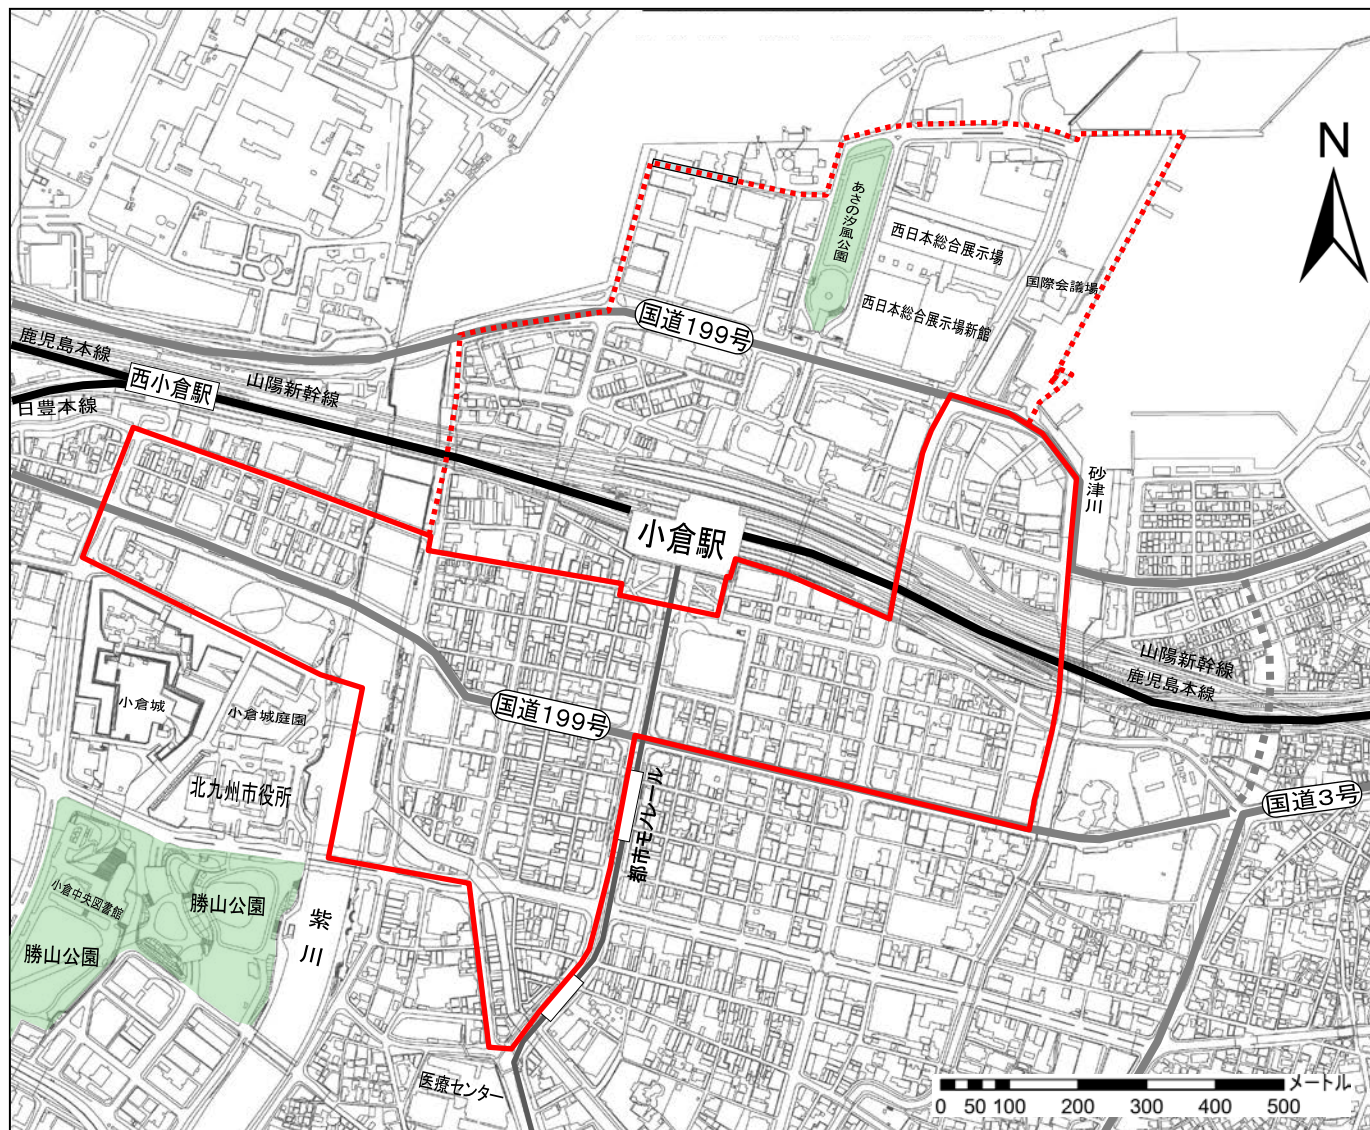 N
あさの汐風公園
西日本総合展示場
国際会議場
西日本総合展示場新館
国道199号
鹿児島本線
西小倉駅
山陽新幹線
日豊本線
砂津川
小倉駅
山陽新幹線
鹿児島本線
小倉城
小倉城庭園
国道199号
北九州市役所
都市モノレール
国道3号
小倉中央図書館
勝山公園
勝山公園
紫川
医療センター
メートル
0 50 100 200 300 400 500